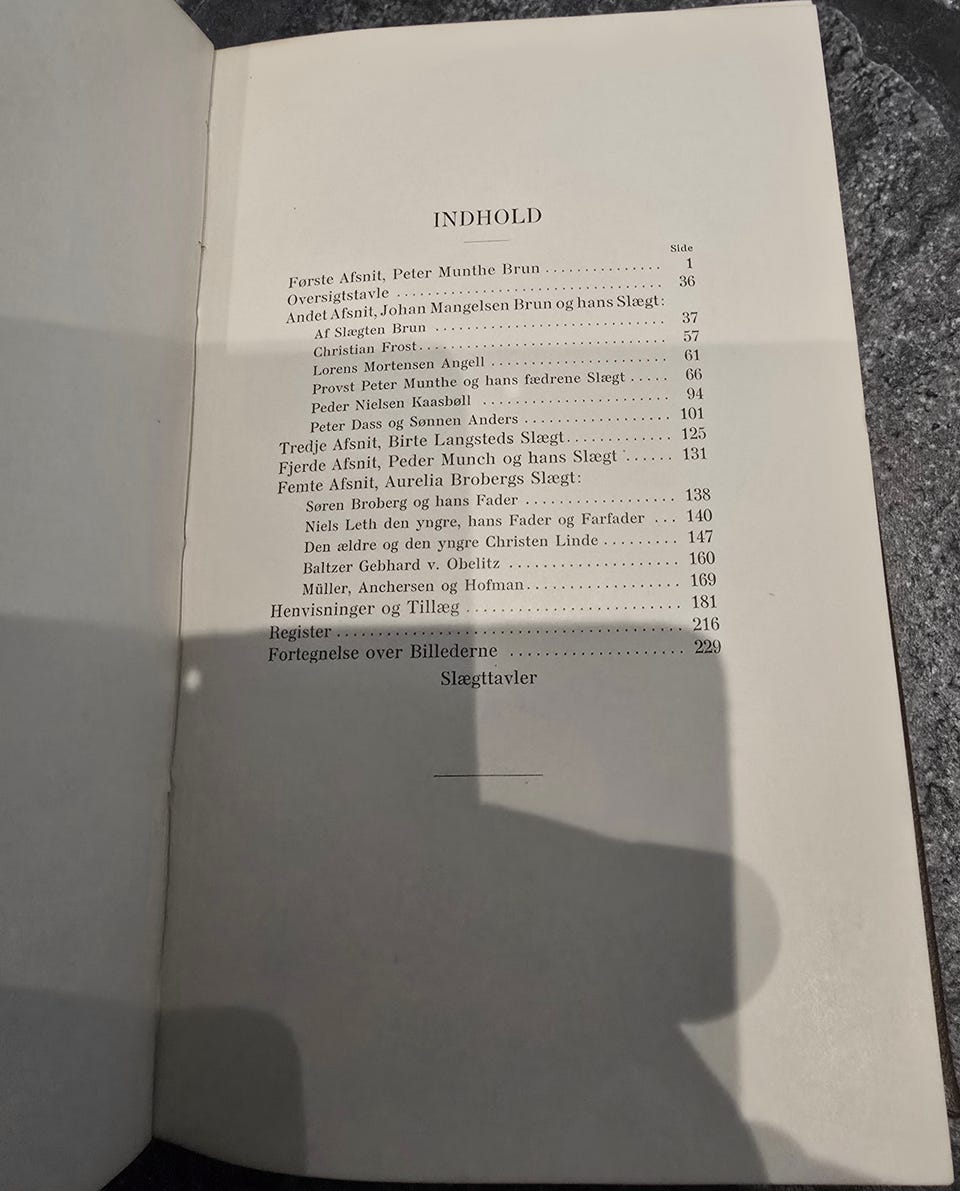 INDHOLD
Side
Første Afsnit, Peter Munthe Brun ............... 1
Oversigtstavle ................................. 36
Andet Afsnit, Johan Mangelsen Brun og hans Slægt:
Af Slægten Brun ............................. 37
Christian Frost............................... 57
Lorens Mortensen Angell ...................... 61
Provst Peter Munthe og hans fædrene Slægt ..... 66
Peder Nielsen Kaasbøll ....................... 94
Peter Dass og Sønnen Anders .................. 101
Tredje Afsnit, Birte Langsteds Slægt............. 125
Fjerde Afsnit, Peder Munch og hans Slægt ...... 131
Femte Afsnit, Aurelia Brobergs Slægt:
Søren Broberg og hans Fader .................. 138
Niels Leth den yngre, hans Fader og Farfader ... 140
Den ældre og den yngre Christen Linde ......... 147
Baltzer Gebhard v. Obelitz .................... 160
Müller, Anchersen og Hofman.................. 169
Henvisninger og Tillæg ......................... 181
Register ........................................ 216
Fortegnelse over Billederne .................... 229
Slægttavler